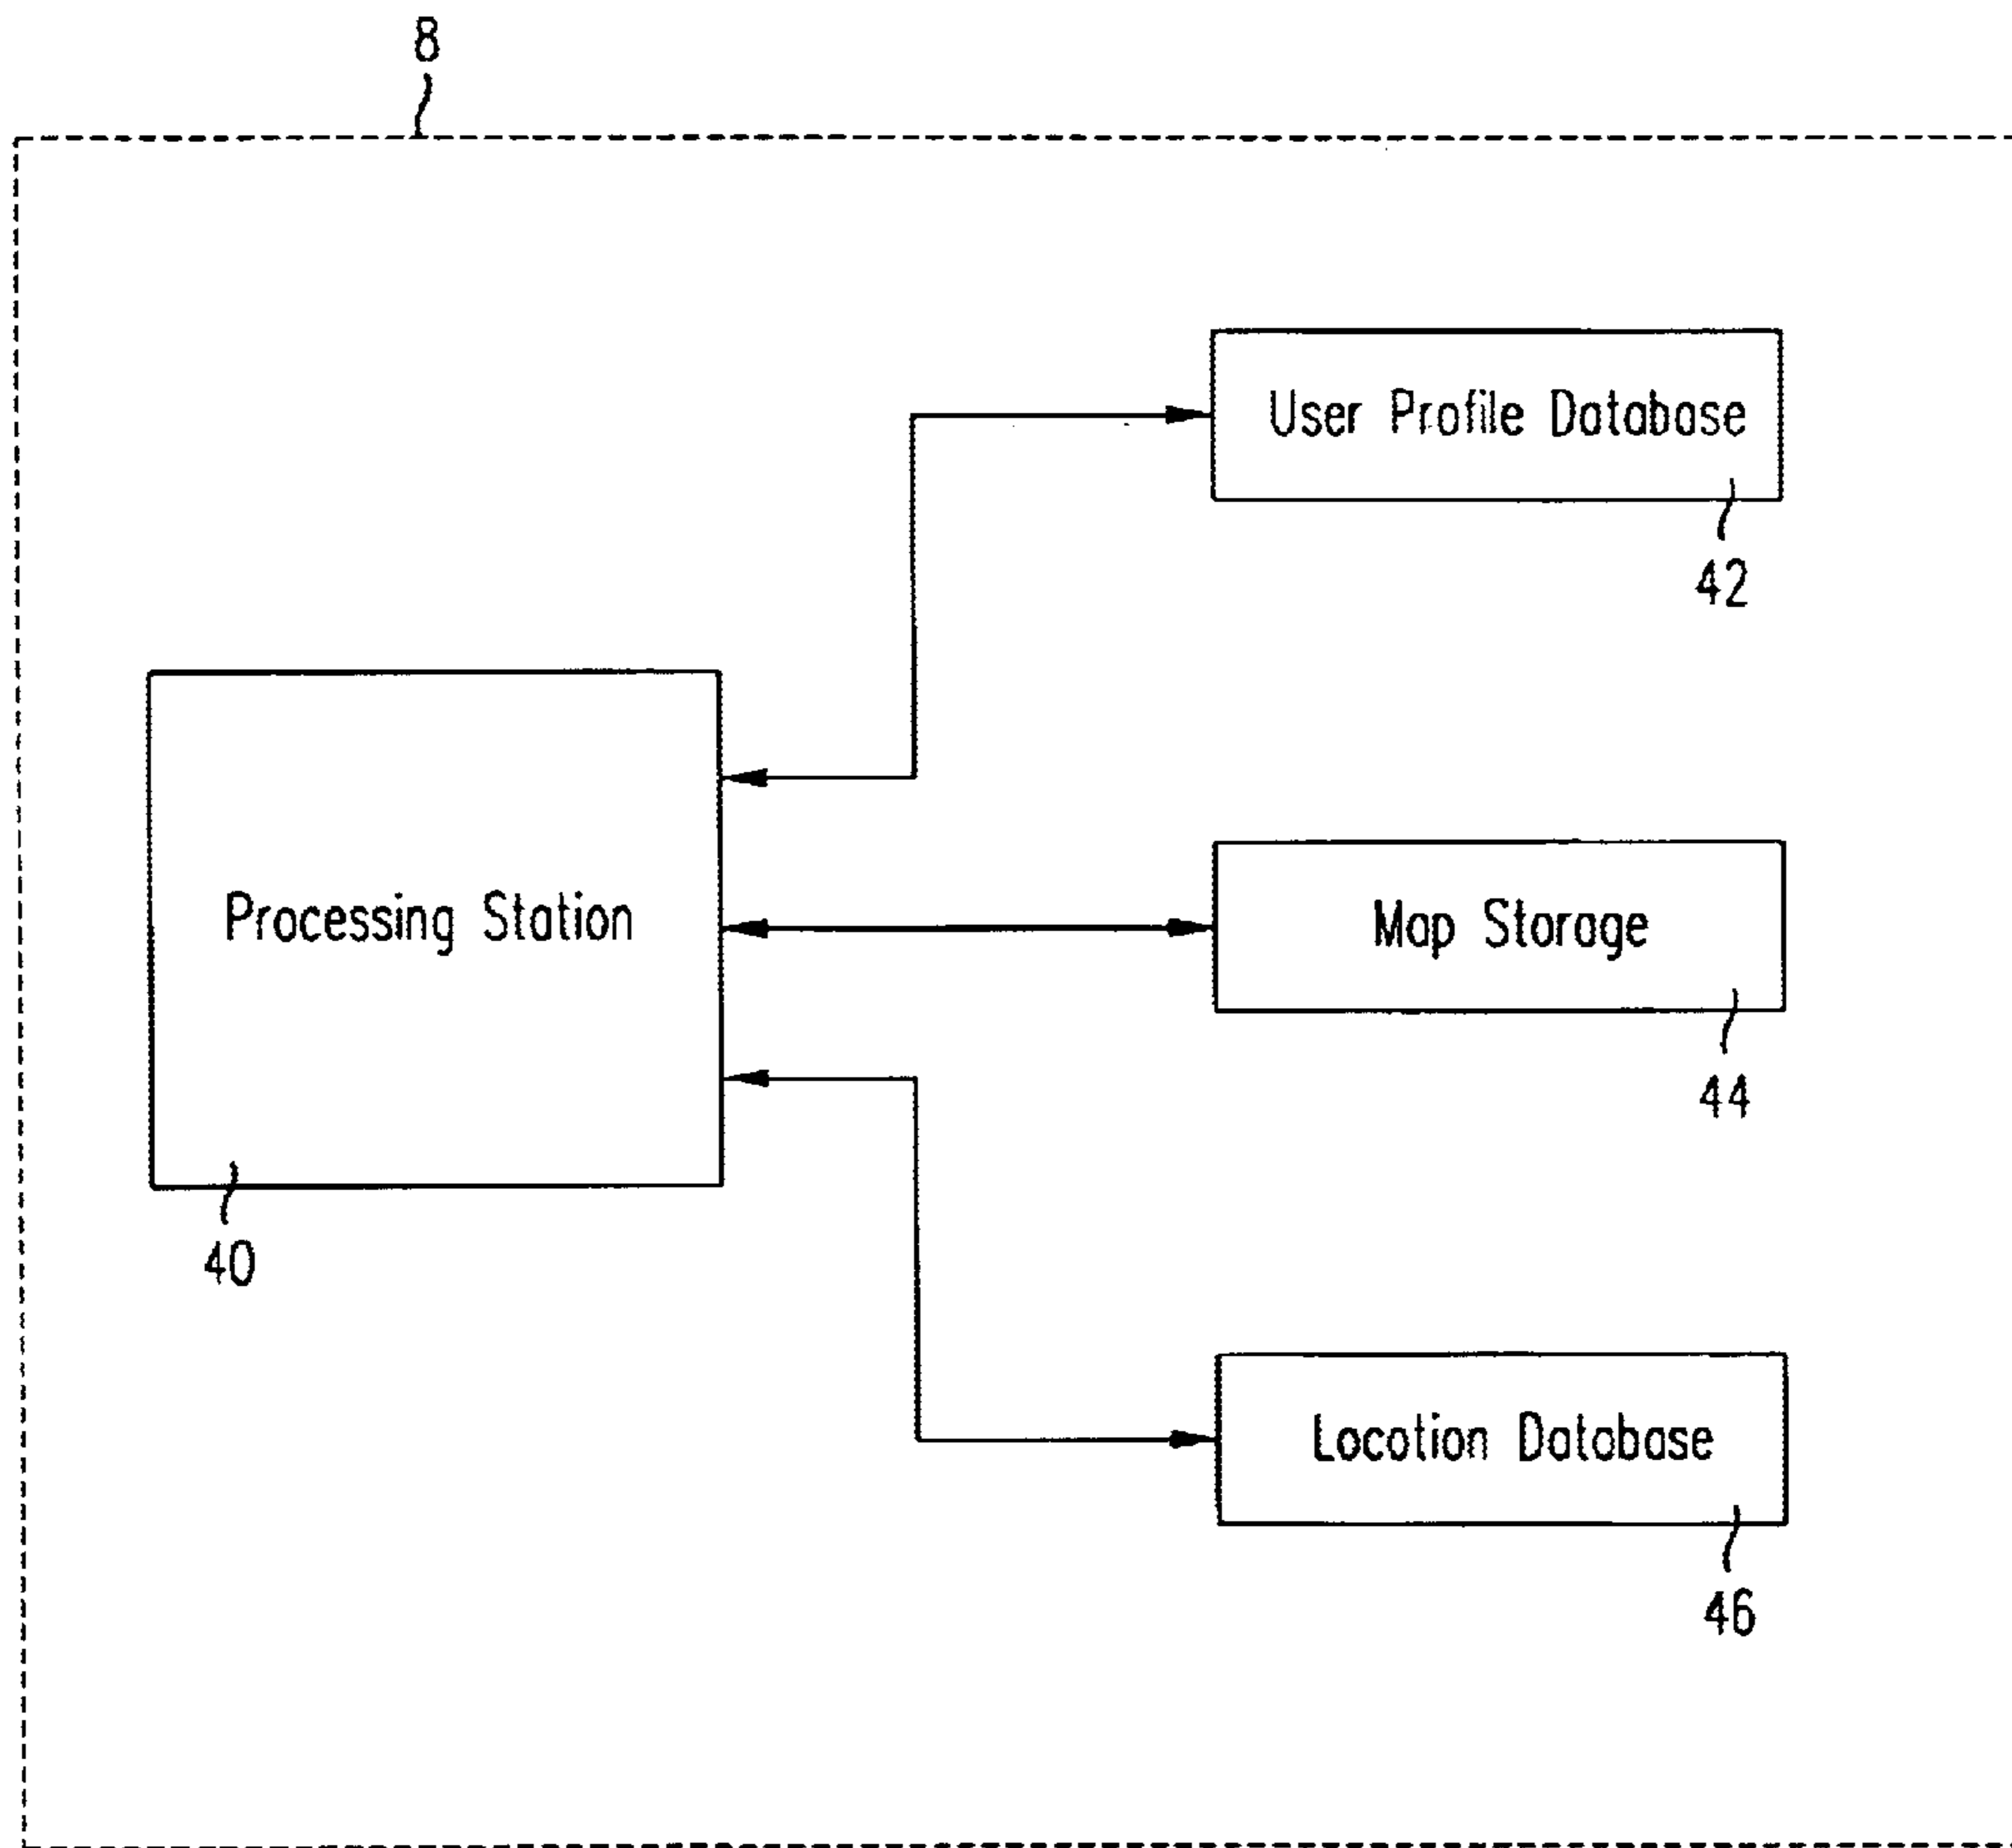 8
User Profile Database
42
Processing Station
40
Map Storage
44
Location Database
46